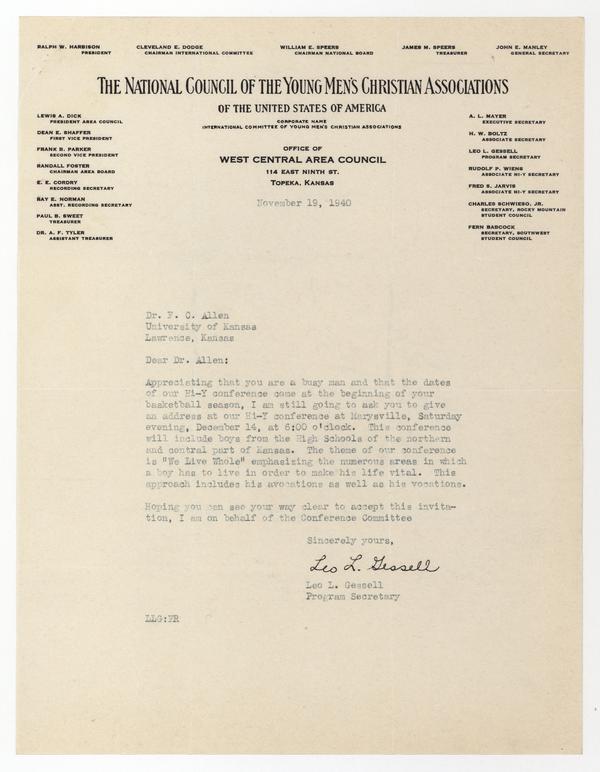 RALPH W. HARBISON
PRESIDENT
CLEVELAND E. DODGE
CHAIRMAN INTERNATIONAL COMMITTEE
WILLIAM E. SPEERS
CHAIRMAN NATIONAL BOARD
JAMES M. SPEERS
TREASURER
JOHN E. MANLEY
GENERAL SECRETARY
THE NATIONAL COUNCIL OF THE YOUNG MEN'S CHRISTIAN ASSOCIATIONS
OF THE UNITED STATES OF AMERICA
CORPORATE NAME
INTERNATIONAL COMMITTEE OF YOUNG MEN'S CHRISTIAN ASSOCIATIONS
OFFICE OF
WEST CENTRAL AREA COUNCIL
114 EAST NINTH ST.
TOPEKA, KANSAS
LEWIS A. DICK
PRESIDENT AREA COUNCIL
DEAN E. SHAFFER
FIRST VICE PRESIDENT
FRANK B. PARKER
SECOND VICE PRESIDENT
RANDALL FOSTER
CHAIRMAN AREA BOARD
E. E. CORDRY
RECORDING SECRETARY
RAY E. NORMAN
ASST. RECORDING SECRETARY
PAUL B. SWEET
TREASURER
DR. A. F. TYLER
ASSISTANT TREASURER
A. L. MAYER
EXECUTIVE SECRETARY
H. W. BOLTZ
ASSOCIATE SECRETARY
LEO L. GESSELL
PROGRAM SECRETARY
RUDOLF P. WIENS
ASSOCIATE HI-Y SECRETARY
FRED S. JARVIS
ASSOCIATE HI-Y SECRETARY
CHARLES SCHWIESO, JR.
SECRETARY, ROCKY MOUNTAIN
STUDENT COUNCIL
FERN BABCOCK
SECRETARY, SOUTHWEST
STUDENT COUNCIL
November 19, 1940
Dr. F. C. Allen
University of Kansas
Lawrence, Kansas
Dear Dr. Allen:
Appreciating that you are a busy man and that the dates
of our Hi-Y conference come at the beginning of your
basketball season, I am still going to ask you to give
an address at our Hi-Y conference at Marysville, Saturday
evening, December 14, at 6:00 o'clock. This conference
will include boys from the High Schools of the northern
and central part of Kansas. The theme of our conference
is "We Live Whole" emphasizing the numerous areas in which
a boy has to live in order to make his life vital. This
approach includes his avocations as well as his vocations.
Hoping you can see your way clear to accept this invita-
tion, I am on behalf of the Conference Committee
Sincerely yours,
Leo L. Gessell
Leo L. Gessell
Program Secretary
LLG:FR